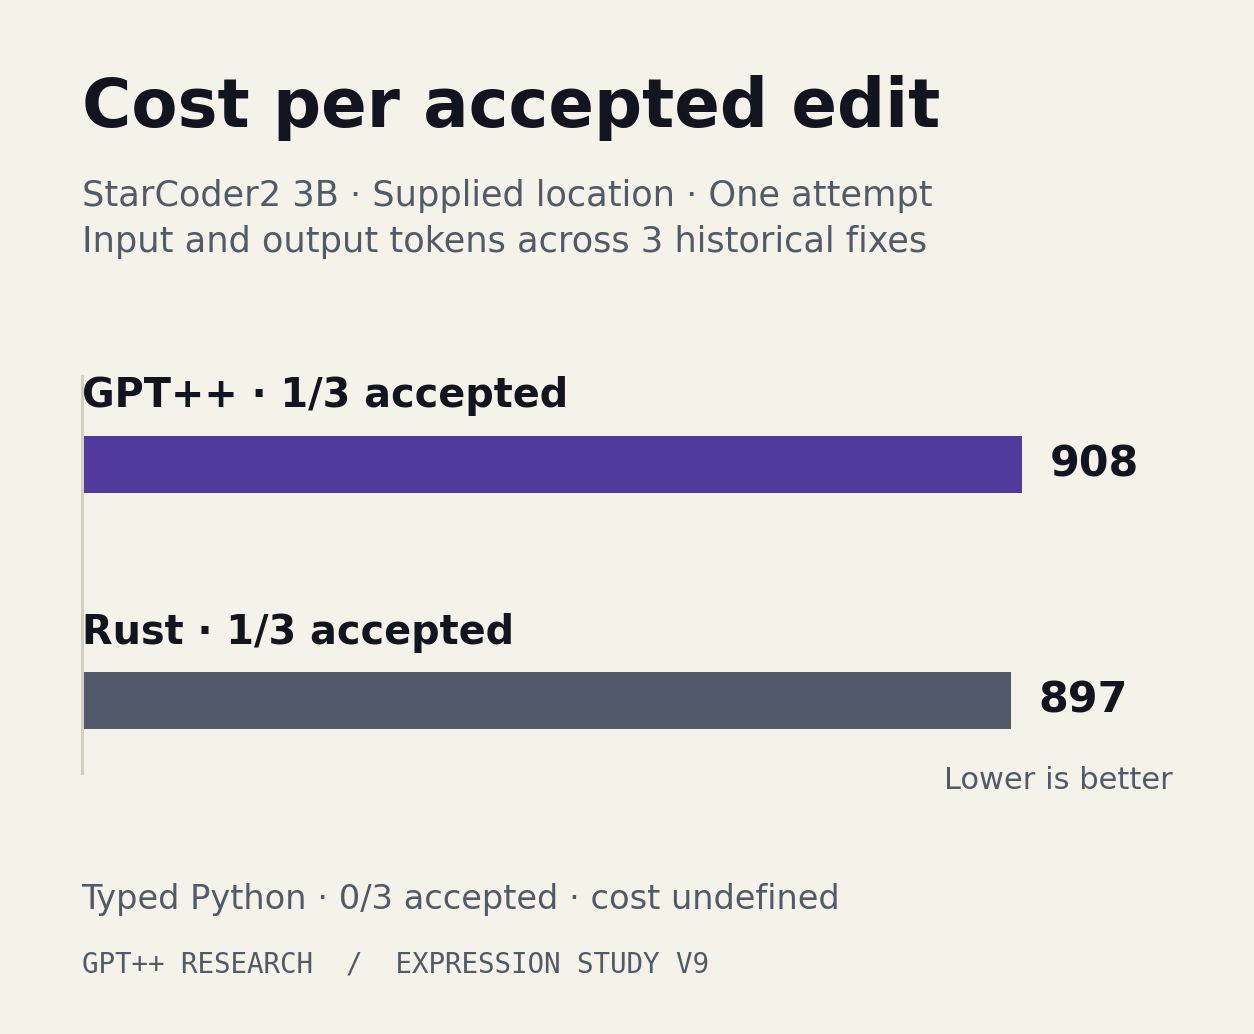 Cost per accepted edit
StarCoder2 3B · Supplied location · One attempt
Input and output tokens across 3 historical fixes
GPT++ · 1/3 accepted
908
Rust · 1/3 accepted
897
Lower is better
Typed Python · 0/3 accepted · cost undefined
GPT++ RESEARCH / EXPRESSION STUDY V9